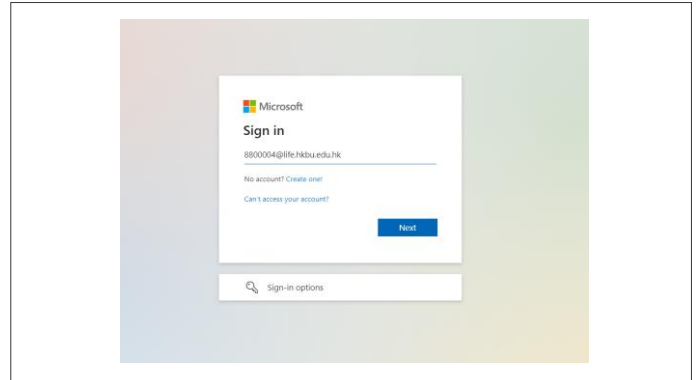 Microsoft
Sign in
8800004@life.hkbu.edu.hk
No account? Create one!
Can't access your account?
Next
Sign-in options